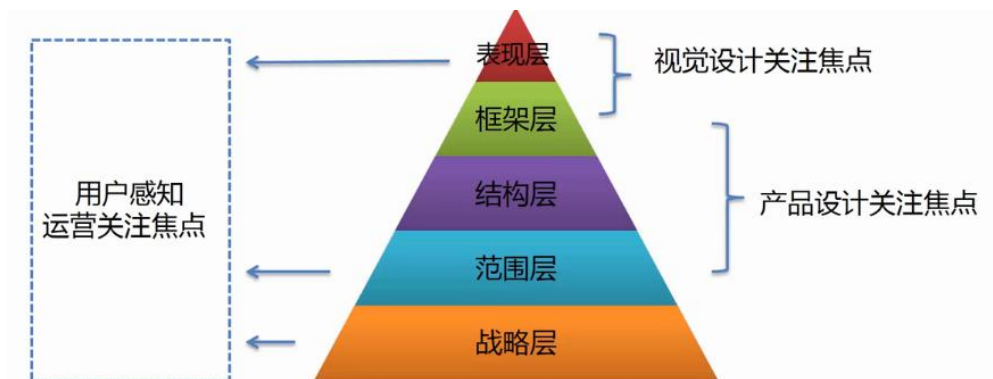 表现层
视觉设计关注焦点
框架层
用户感知
运营关注焦点
结构层
产品设计关注焦点
范围层
战略层